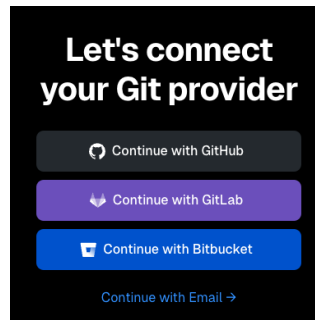 Let's connect
your Git provider
Continue with GitHub
Continue with GitLab
Continue with Bitbucket
Continue with Email →